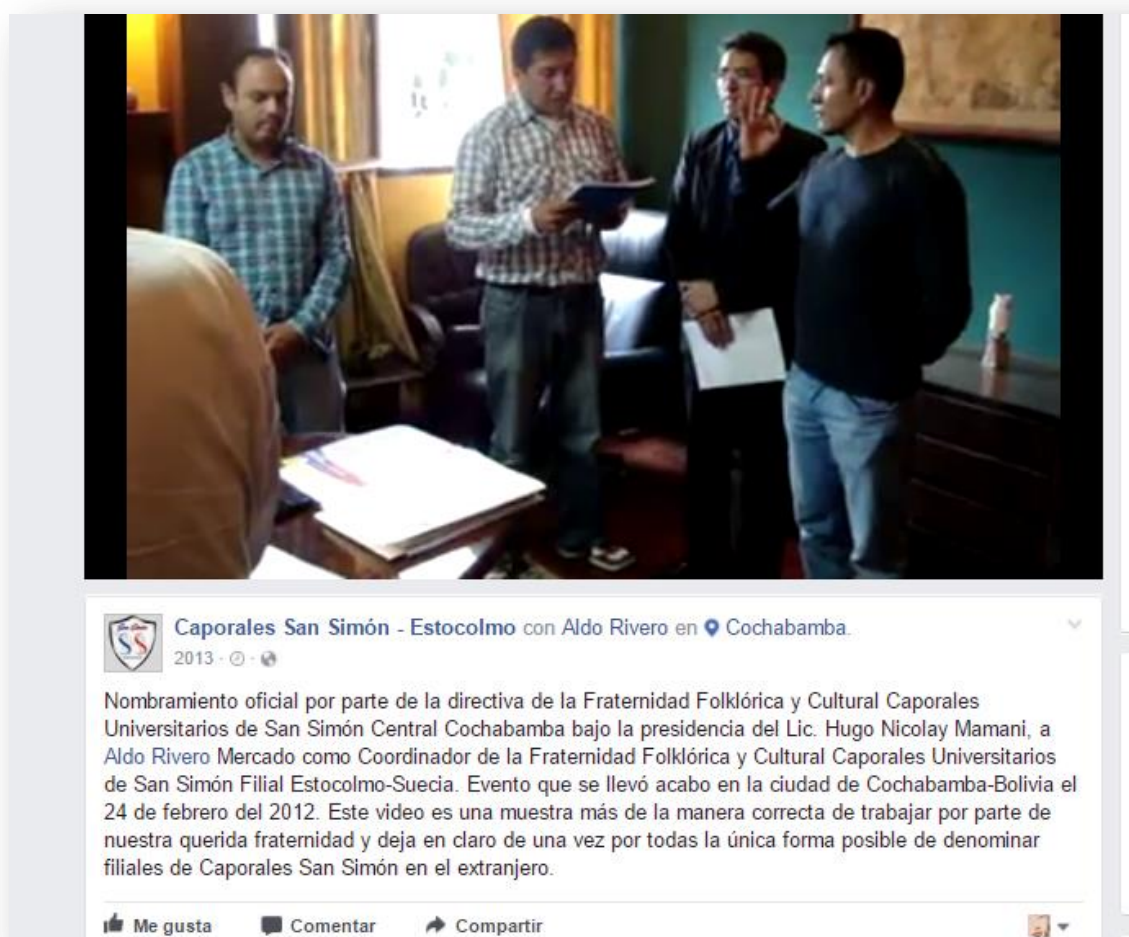 Caporales San Simón - Estocolmo con Aldo Rivero en Cochabamba.
2013
Nombramiento oficial por parte de la directiva de la Fraternidad Folklórica y Cultural Caporales
Universitarios de San Simón Central Cochabamba bajo la presidencia del Lic. Hugo Nicolay Mamani, a
Aldo Rivero Mercado como Coordinador de la Fraternidad Folklórica y Cultural Caporales Universitarios
de San Simón Filial Estocolmo-Suecia. Evento que se llevó acabo en la ciudad de Cochabamba-Bolivia el
24 de febrero del 2012. Este video es una muestra más de la manera correcta de trabajar por parte de
nuestra querida fraternidad y deja en claro de una vez por todas la única forma posible de denominar
filiales de Caporales San Simón en el extranjero.
Me gusta Comentar Compartir